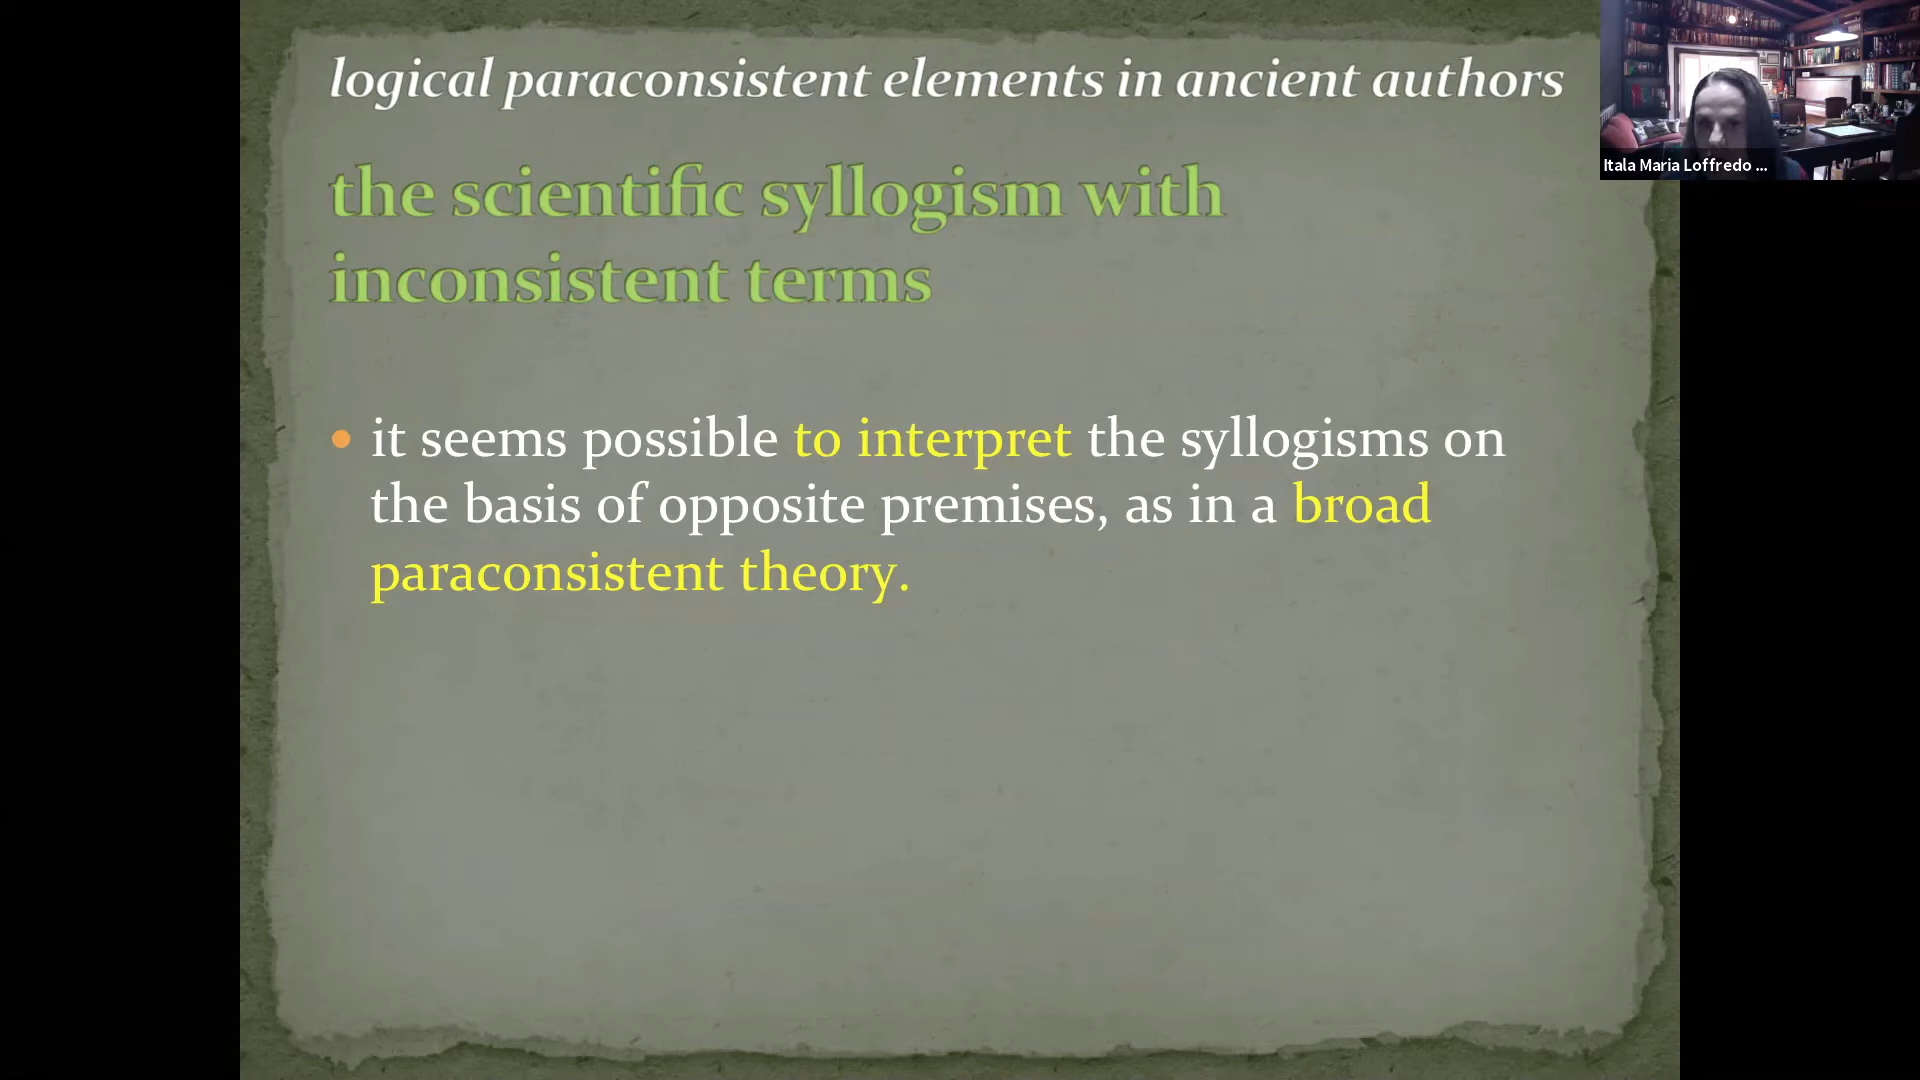 logical paraconsistent elements in ancient authors
the scientific syllogism with
inconsistent terms
• it seems possible to interpret the syllogisms on
the basis of opposite premises, as in a broad
paraconsistent theory.
Itala Maria Loffredo ...